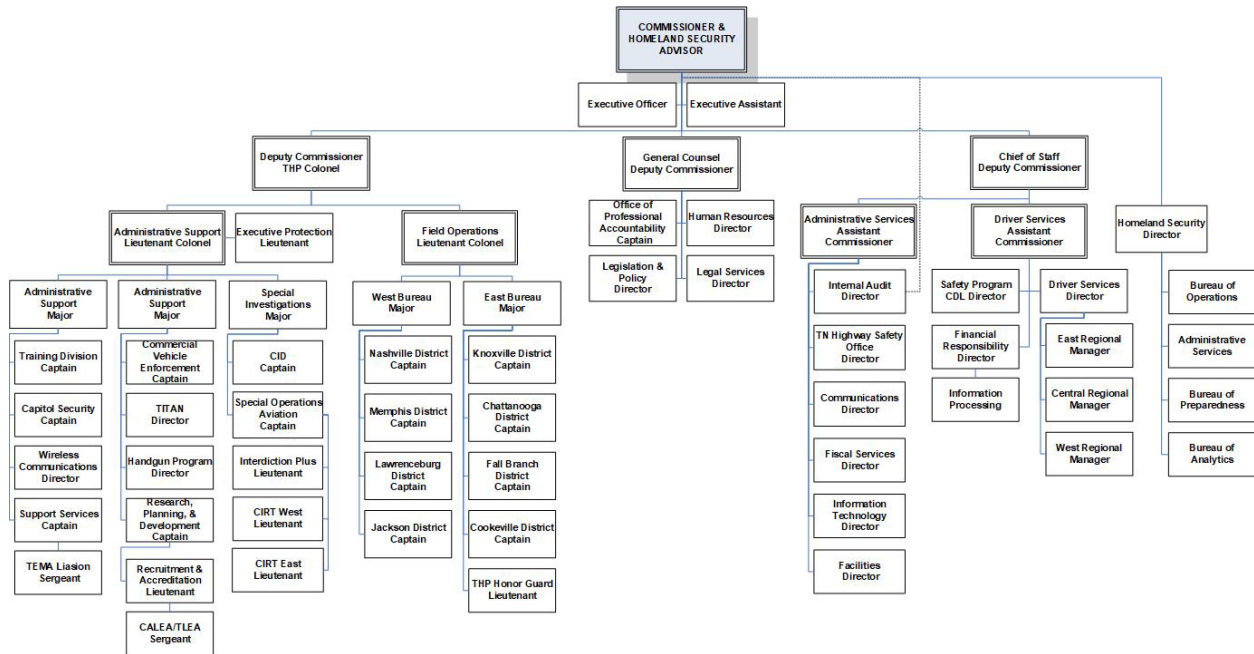 COMMISSIONER &
HOMELAND SECURITY
ADVISOR
Executive Officer
Executive Assistant
Deputy Commissioner
THP Colonel
General Counsel
Deputy Commissioner
Chief of Staff
Deputy Commissioner
Administrative Support
Lieutenant Colonel
Executive Protection
Lieutenant
Field Operations
Lieutenant Colonel
Office of
Professional
Accountability
Captain
Human Resources
Director
Legislation &
Policy
Director
Legal Services
Director
Administrative Services
Assistant
Commissioner
Driver Services
Assistant
Commissioner
Homeland Security
Director
Administrative
Support
Major
Training Division
Captain
Capitol Security
Captain
Wireless
Communications
Director
Support Services
Captain
TEMA Liasion
Sergeant
Administrative
Support
Major
Commercial
Vehicle
Enforcement
Captain
TITAN
Director
Handgun Program
Director
Research,
Planning, &
Development
Captain
Recruitment &
Accreditation
Lieutenant
CALEA/TLEA
Sergeant
Special
Investigations
Major
CID
Captain
Special Operations
Aviation
Captain
Interdiction Plus
Lieutenant
CIRT West
Lieutenant
CIRT East
Lieutenant
West Bureau
Major
Nashville District
Captain
Memphis District
Captain
Lawrenceburg
District
Captain
Jackson District
Captain
East Bureau
Major
Knoxville District
Captain
Chattanooga
District
Captain
Fall Branch
District
Captain
Cookeville District
Captain
THP Honor Guard
Lieutenant
Internal Audit
Director
TN Highway Safety
Office
Director
Communications
Director
Fiscal Services
Director
Information
Technology
Director
Facilities
Director
Safety Program
CDL Director
Financial
Responsibility
Director
Information
Processing
Driver Services
Director
East Regional
Manager
Central Regional
Manager
West Regional
Manager
Bureau of
Operations
Administrative
Services
Bureau of
Preparedness
Bureau of
Analytics